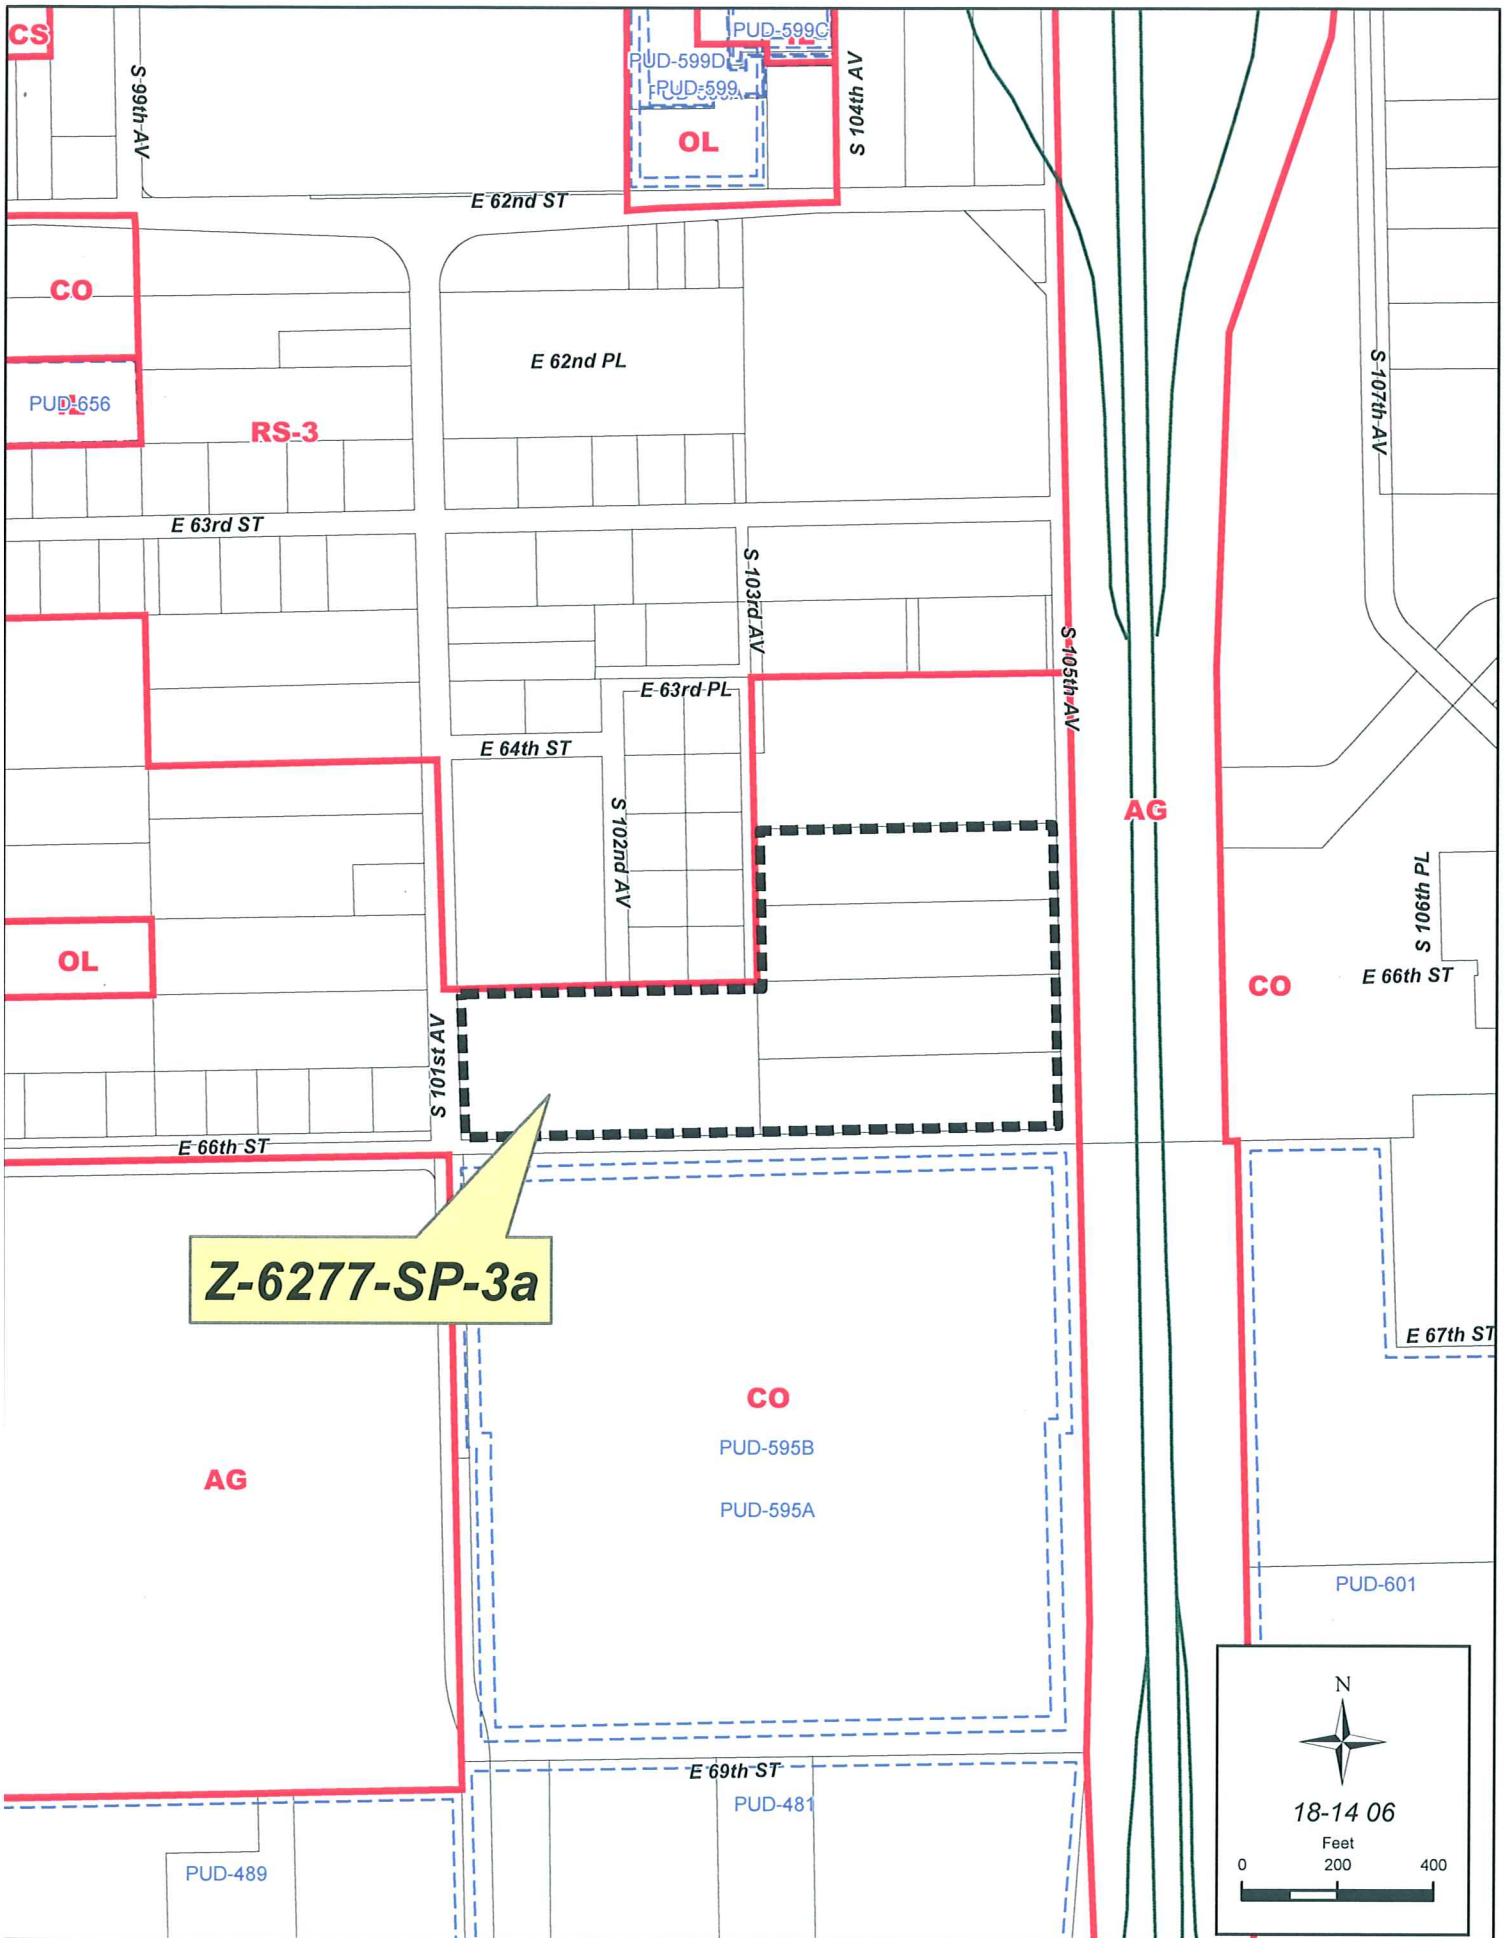 CS
PUD-599C
IL
PUD-599D
PUD-599
OL
S 99th AV
S 104th AV
E 62nd ST
CO
E 62nd PL
S 107th AV
PUD-656
IL
RS-3
E 63rd ST
S 103rd AV
S 105th AV
E 63rd PL
E 64th ST
S 102nd AV
AG
S 106th PL
OL
E 66th ST
CO
S 101st AV
E 66th ST
Z-6277-SP-3a
E 67th ST
CO
PUD-595B
AG
PUD-595A
PUD-601
E 69th ST
PUD-481
PUD-489
N
18-14 06
Feet
0 200 400